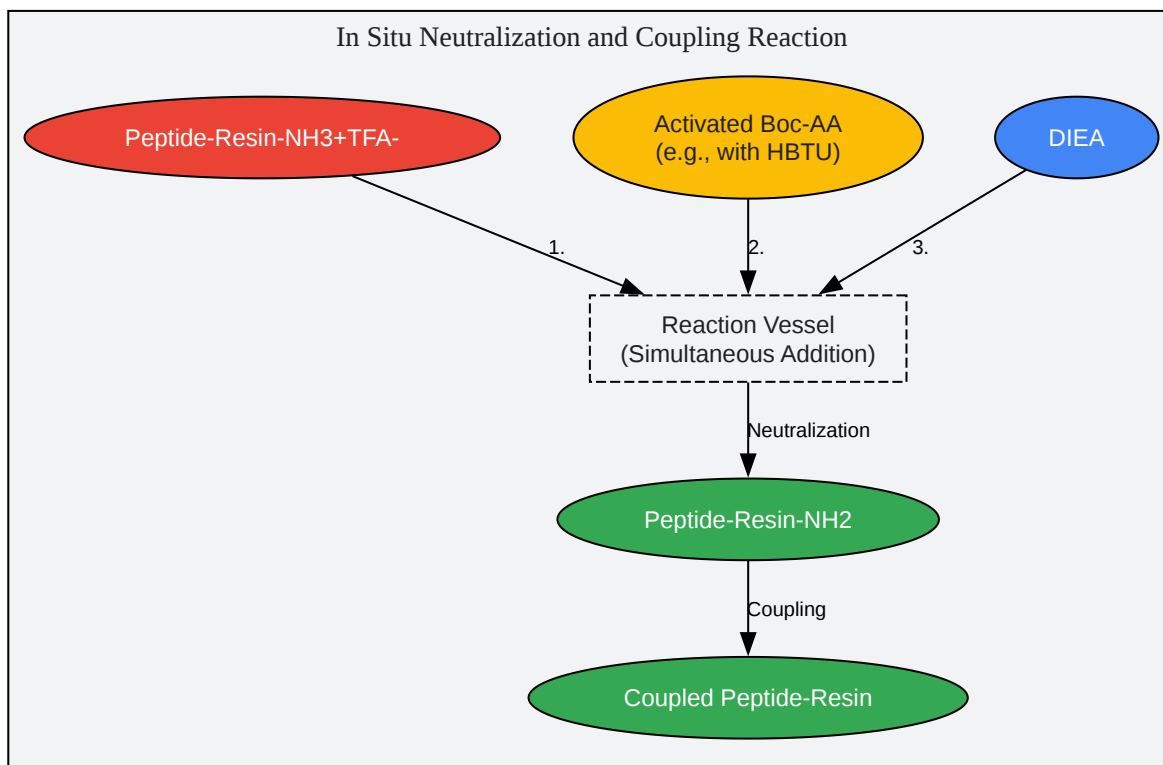 In Situ Neutralization and Coupling Reaction
Peptide-Resin-NH3+TFA-
Activated Boc-AA
(e.g., with HBTU)
DIEA
1.
2.
3.
Reaction Vessel
(Simultaneous Addition)
Neutralization
Peptide-Resin-NH2
Coupling
Coupled Peptide-Resin